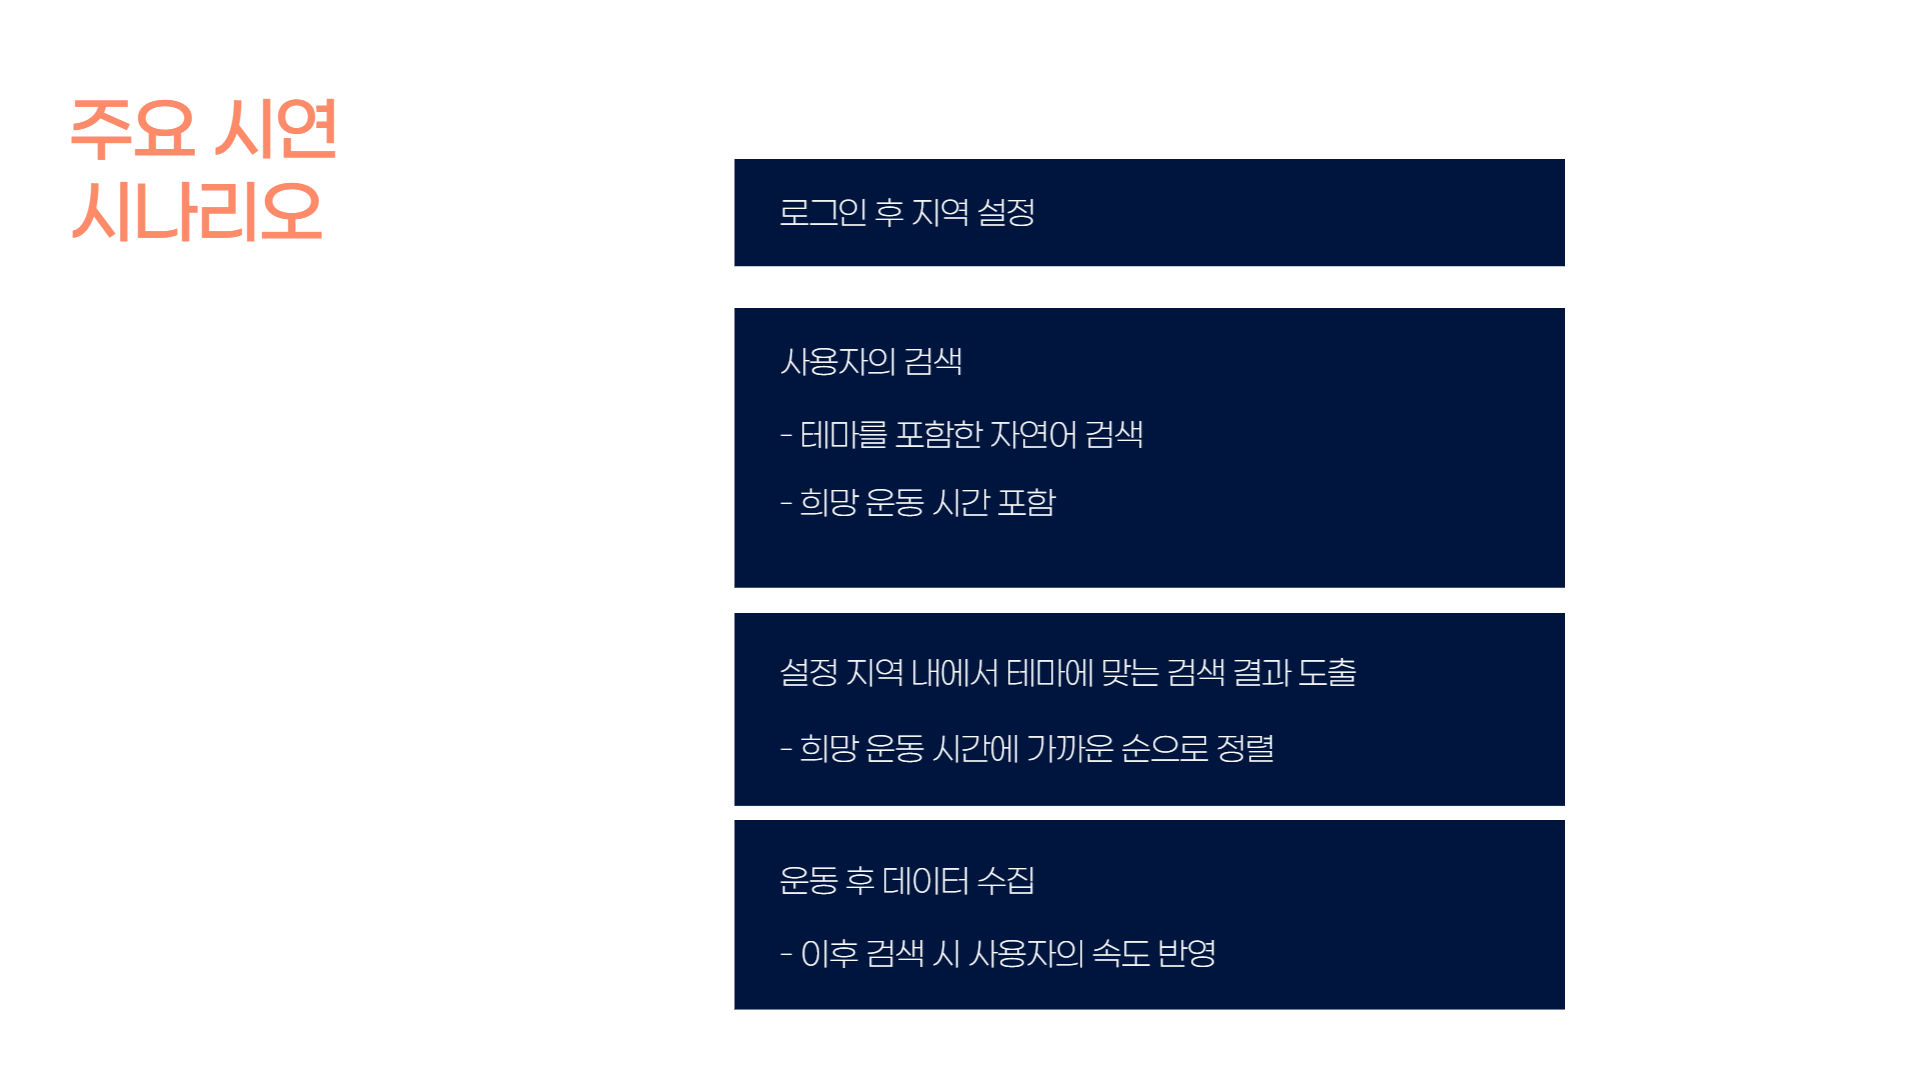 주요 시연
시나리오
로그인 후 지역 설정
사용자의 검색
- 테마를 포함한 자연어 검색
- 희망 운동 시간 포함
설정 지역 내에서 테마에 맞는 검색 결과 도출
- 희망 운동 시간에 가까운 순으로 정렬
운동 후 데이터 수집
- 이후 검색 시 사용자의 속도 반영